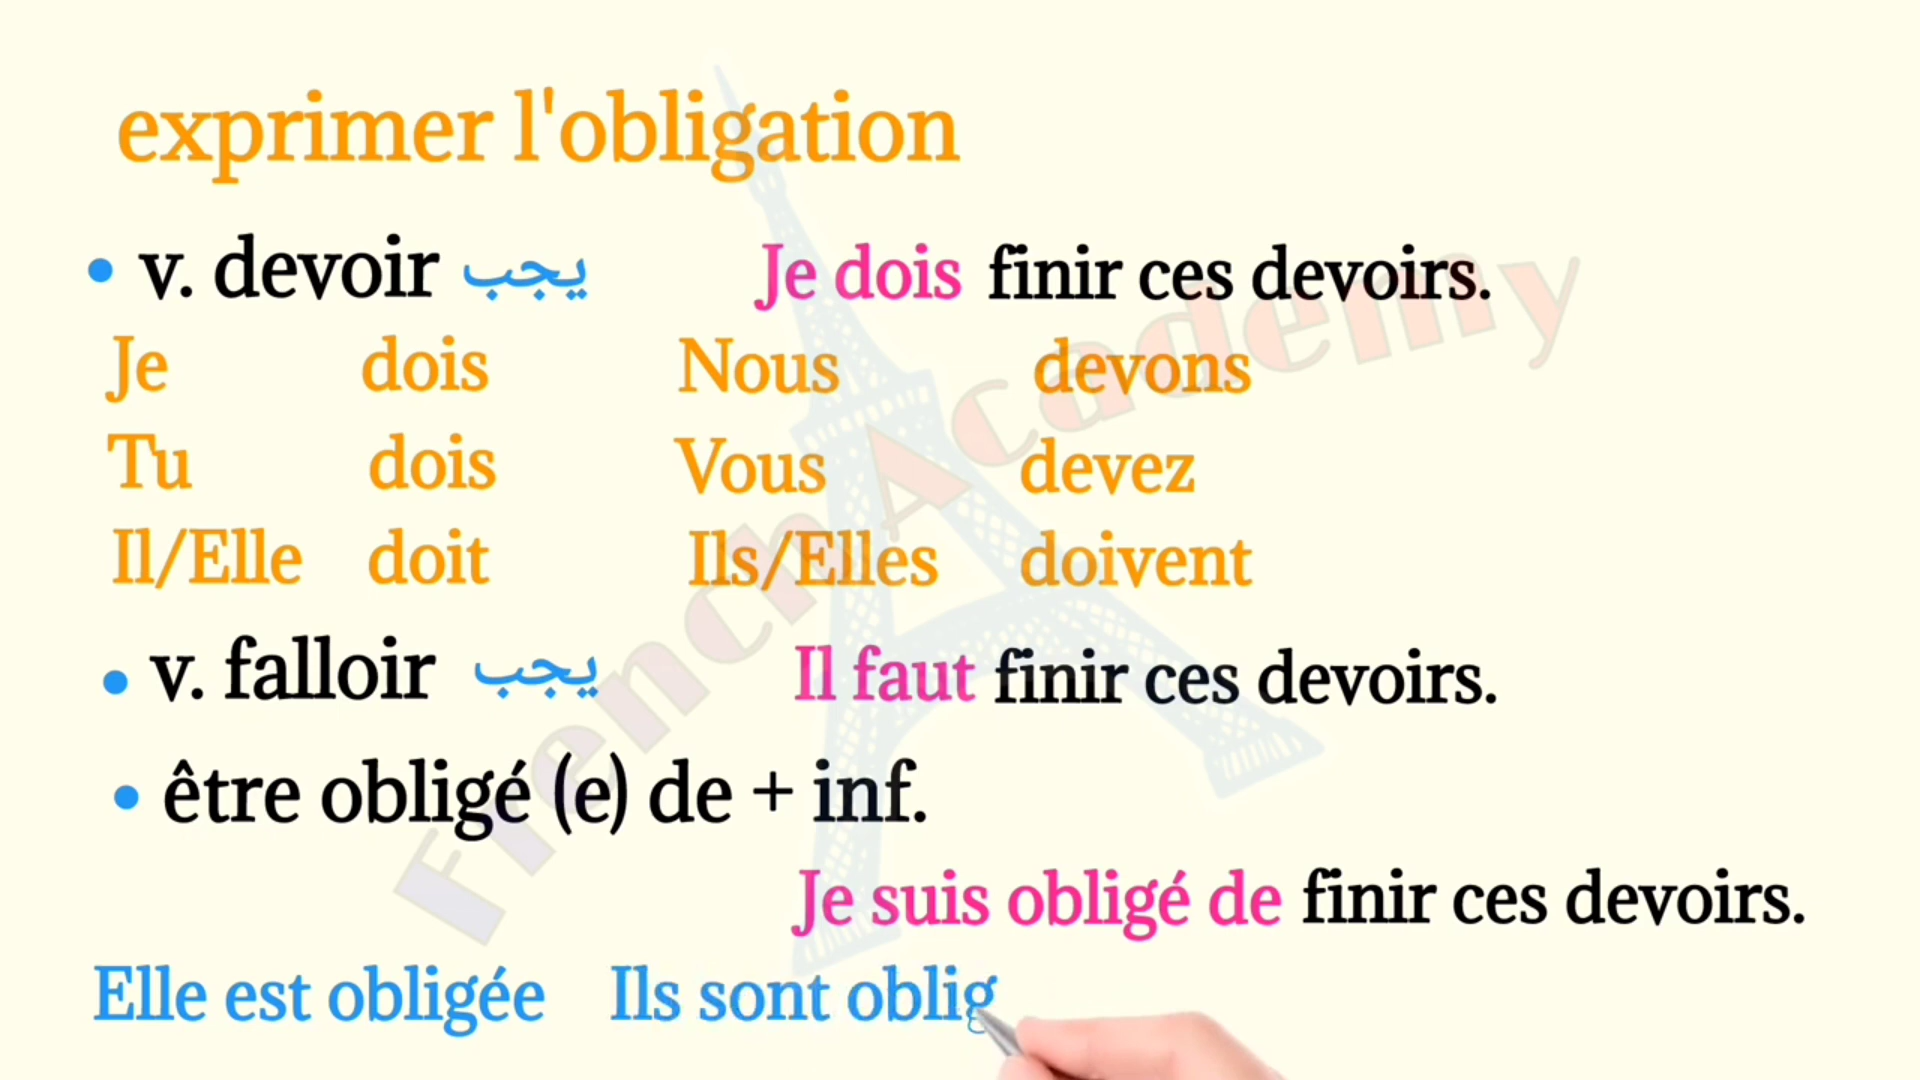 exprimer l'obligation
• v. devoir يجب Je dois finir ces devoirs.
Je dois Nous devons
Tu dois Vous devez
Il/Elle doit Ils/Elles doivent
• v. falloir يجب Il faut finir ces devoirs.
• être obligé (e) de + inf.
Je suis obligé de finir ces devoirs.
Elle est obligée Ils sont oblig
French Academy